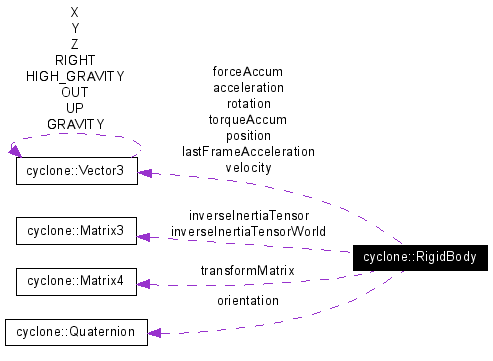 X
Y
Z
RIGHT
HIGH_GRAVITY
OUT
UP
GRAVITY
cyclone::Vector3
forceAccum
acceleration
rotation
torqueAccum
position
lastFrameAcceleration
velocity
cyclone::Matrix3
inverseInertiaTensor
inverseInertiaTensorWorld
cyclone::RigidBody
cyclone::Matrix4
transformMatrix
orientation
cyclone::Quaternion